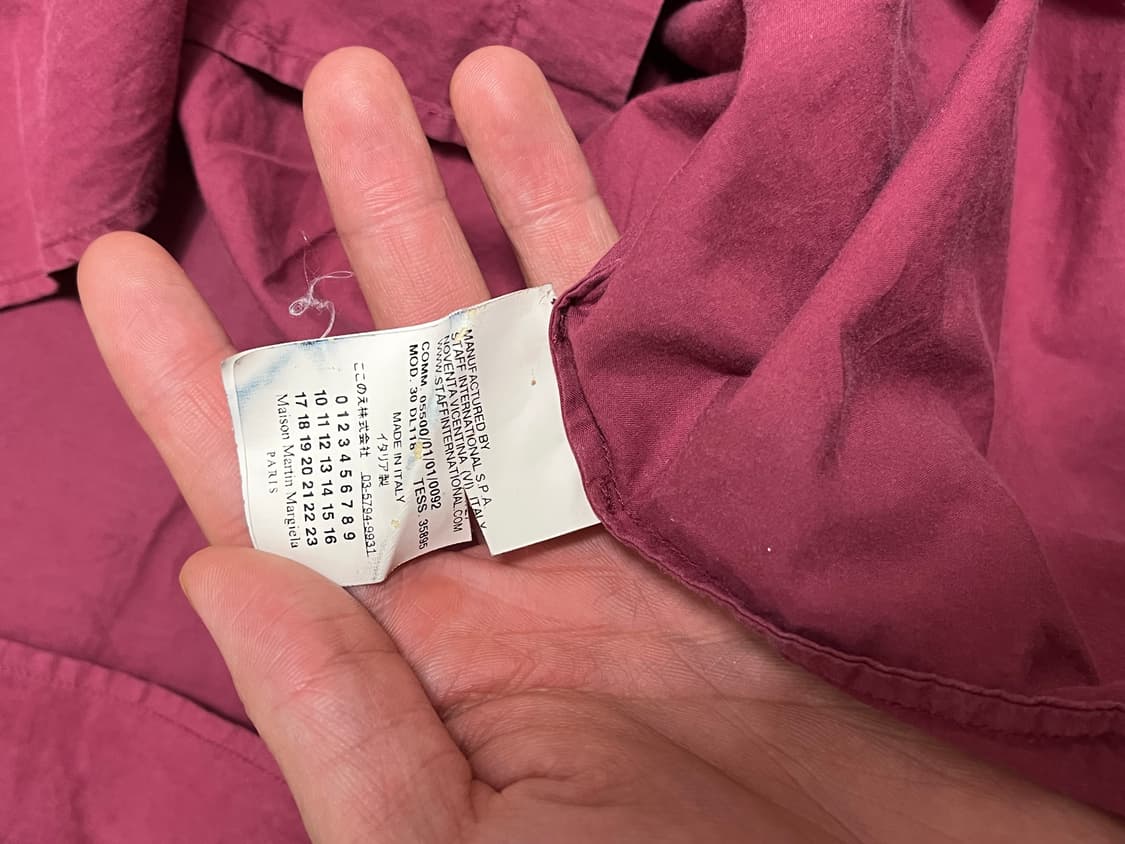 MANUFACTURED BY
STAFF INTERNATIONAL S.P.A.
NOVENTA VICENTINA (VI) ITALY
WWW.STAFFINTERNATIONAL.COM
COMM. 05500/01/01/0092
MOD. 30 TESS. 35895
MADE IN ITALY
イタリア製
ここのえ株式会社 03-5794-9931
0 1 2 3 4 5 6 7 8 9
10 11 12 13 14 15 16
17 18 19 20 21 22 23
Maison Martin Margiela
PARIS